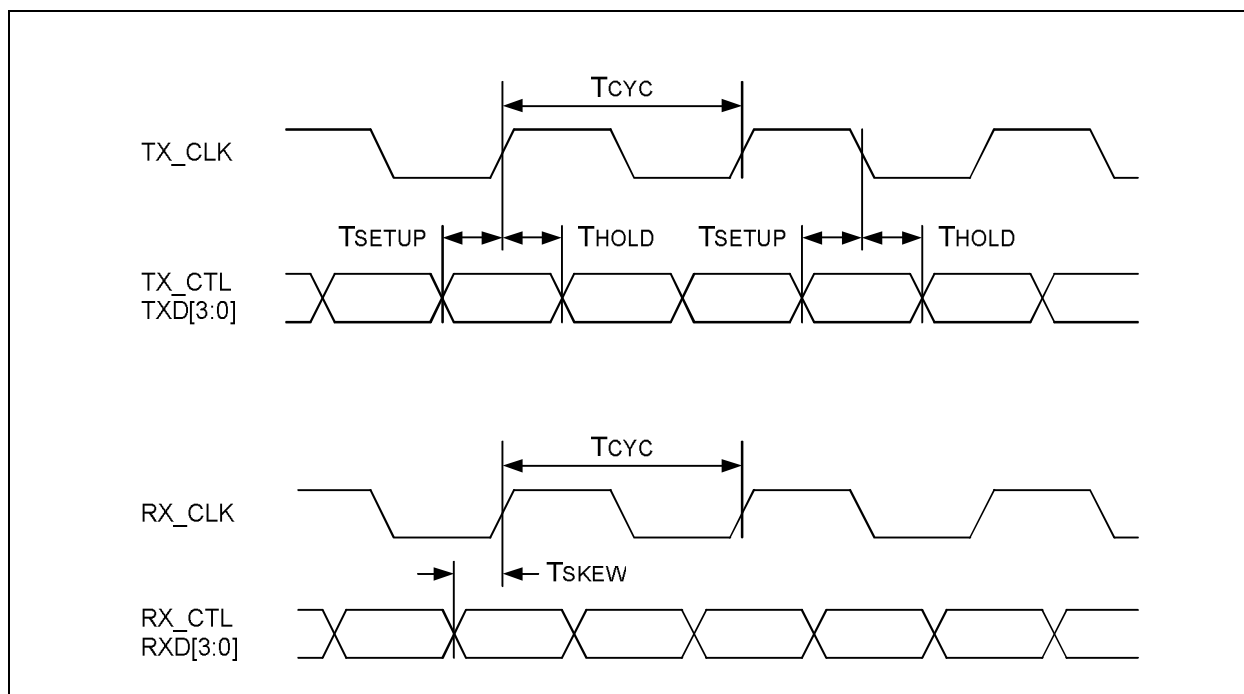 TCYC
TX_CLK
TSETUP THOLD TSETUP THOLD
TX_CTL
TXD[3:0]
TCYC
RX_CLK
TSKEW
RX_CTL
RXD[3:0]